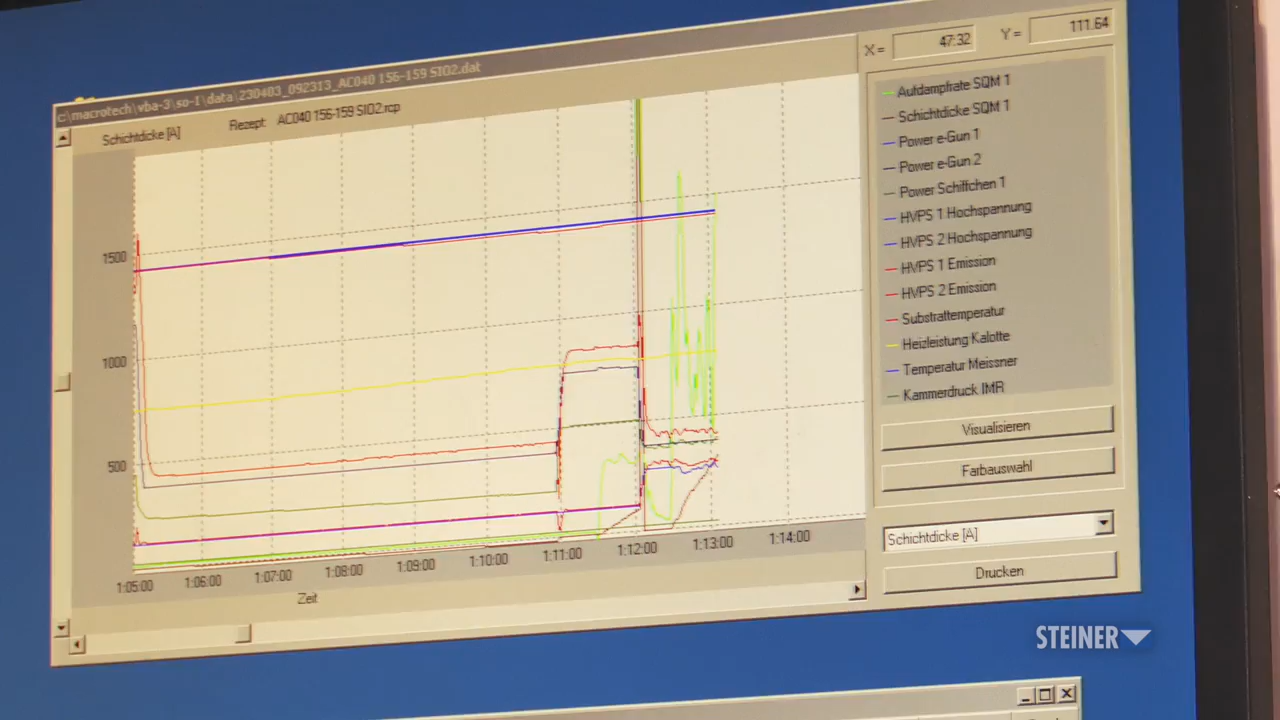 X= 47:32 Y= 111.64
c:\macrotech\vba-3\so-1\data\230403_092313_AC040 156-159 SIO2.dat
Schichtdicke [A] Rezept: AC040 156-159 SIO2.rcp
1500
1000
500
1:05:00 1:06:00 1:07:00 1:08:00 1:09:00 1:10:00 1:11:00 1:12:00 1:13:00 1:14:00
Zeit
Aufdampfrate SQM 1
Schichtdicke SQM 1
Power e-Gun 1
Power e-Gun 2
Power Schiffchen 1
HVPS 1 Hochspannung
HVPS 2 Hochspannung
HVPS 1 Emission
HVPS 2 Emission
Substrattemperatur
Heizleistung Kalotte
Temperatur Meissner
Kammerdruck IMR
Visualisieren
Farbauswahl
Schichtdicke [A]
Drucken
STEINER